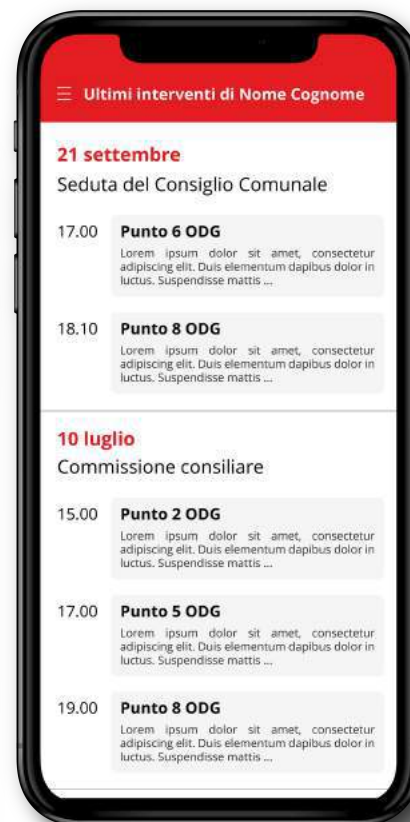 Ultimi interventi di Nome Cognome
21 settembre
Seduta del Consiglio Comunale
17.00 Punto 6 ODG
Lorem ipsum dolor sit amet, consectetur
adipiscing elit. Duis elementum dapibus dolor in
luctus. Suspendisse mattis ...
18.10 Punto 8 ODG
Lorem ipsum dolor sit amet, consectetur
adipiscing elit. Duis elementum dapibus dolor in
luctus. Suspendisse mattis ...
10 luglio
Commissione consiliare
15.00 Punto 2 ODG
Lorem ipsum dolor sit amet, consectetur
adipiscing elit. Duis elementum dapibus dolor in
luctus. Suspendisse mattis ...
17.00 Punto 5 ODG
Lorem ipsum dolor sit amet, consectetur
adipiscing elit. Duis elementum dapibus dolor in
luctus. Suspendisse mattis ...
19.00 Punto 8 ODG
Lorem ipsum dolor sit amet, consectetur
adipiscing elit. Duis elementum dapibus dolor in
luctus. Suspendisse mattis ...